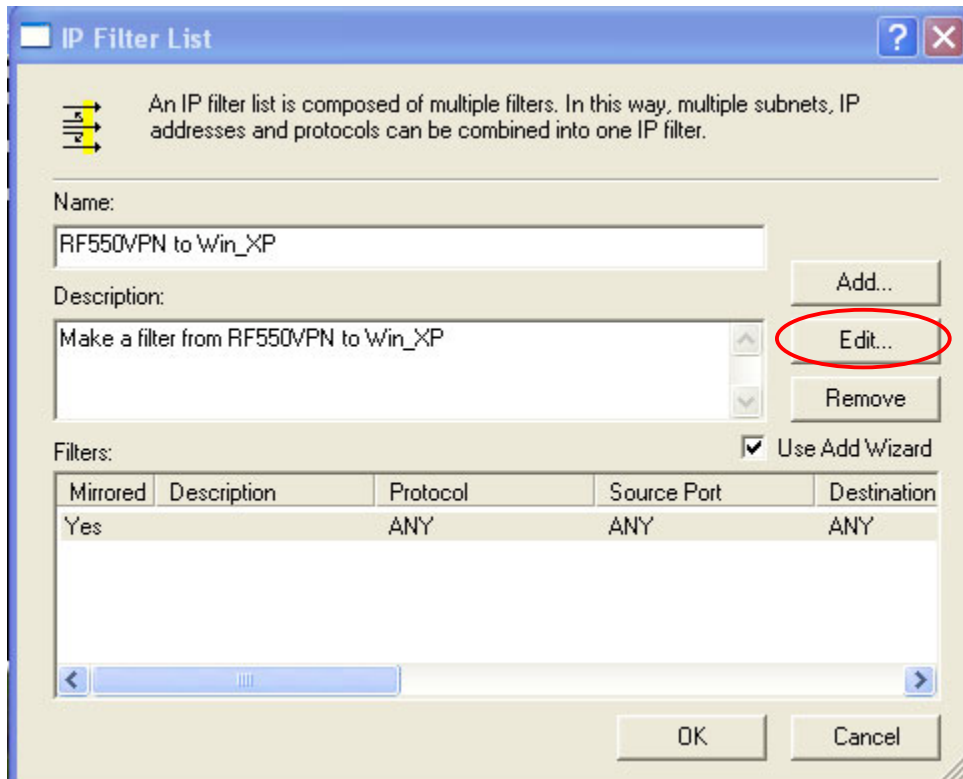 IP Filter List
An IP filter list is composed of multiple filters. In this way, multiple subnets, IP
addresses and protocols can be combined into one IP filter.
Name:
RF550VPN to Win_XP
Add...
Description:
Make a filter from RF550VPN to Win_XP
Edit...
Remove
Filters:
Use Add Wizard
Mirrored Description Protocol Source Port Destination
Yes ANY ANY ANY
OK Cancel